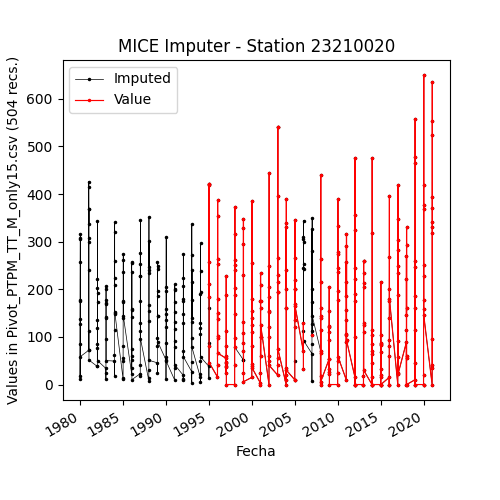 MICE Imputer - Station 23210020
Imputed
Value
Values in Pivot_PTPM_TT_M_only15.csv (504 recs.)
600
500
400
300
200
100
0
1980 1985 1990 1995 2000 2005 2010 2015 2020
Fecha